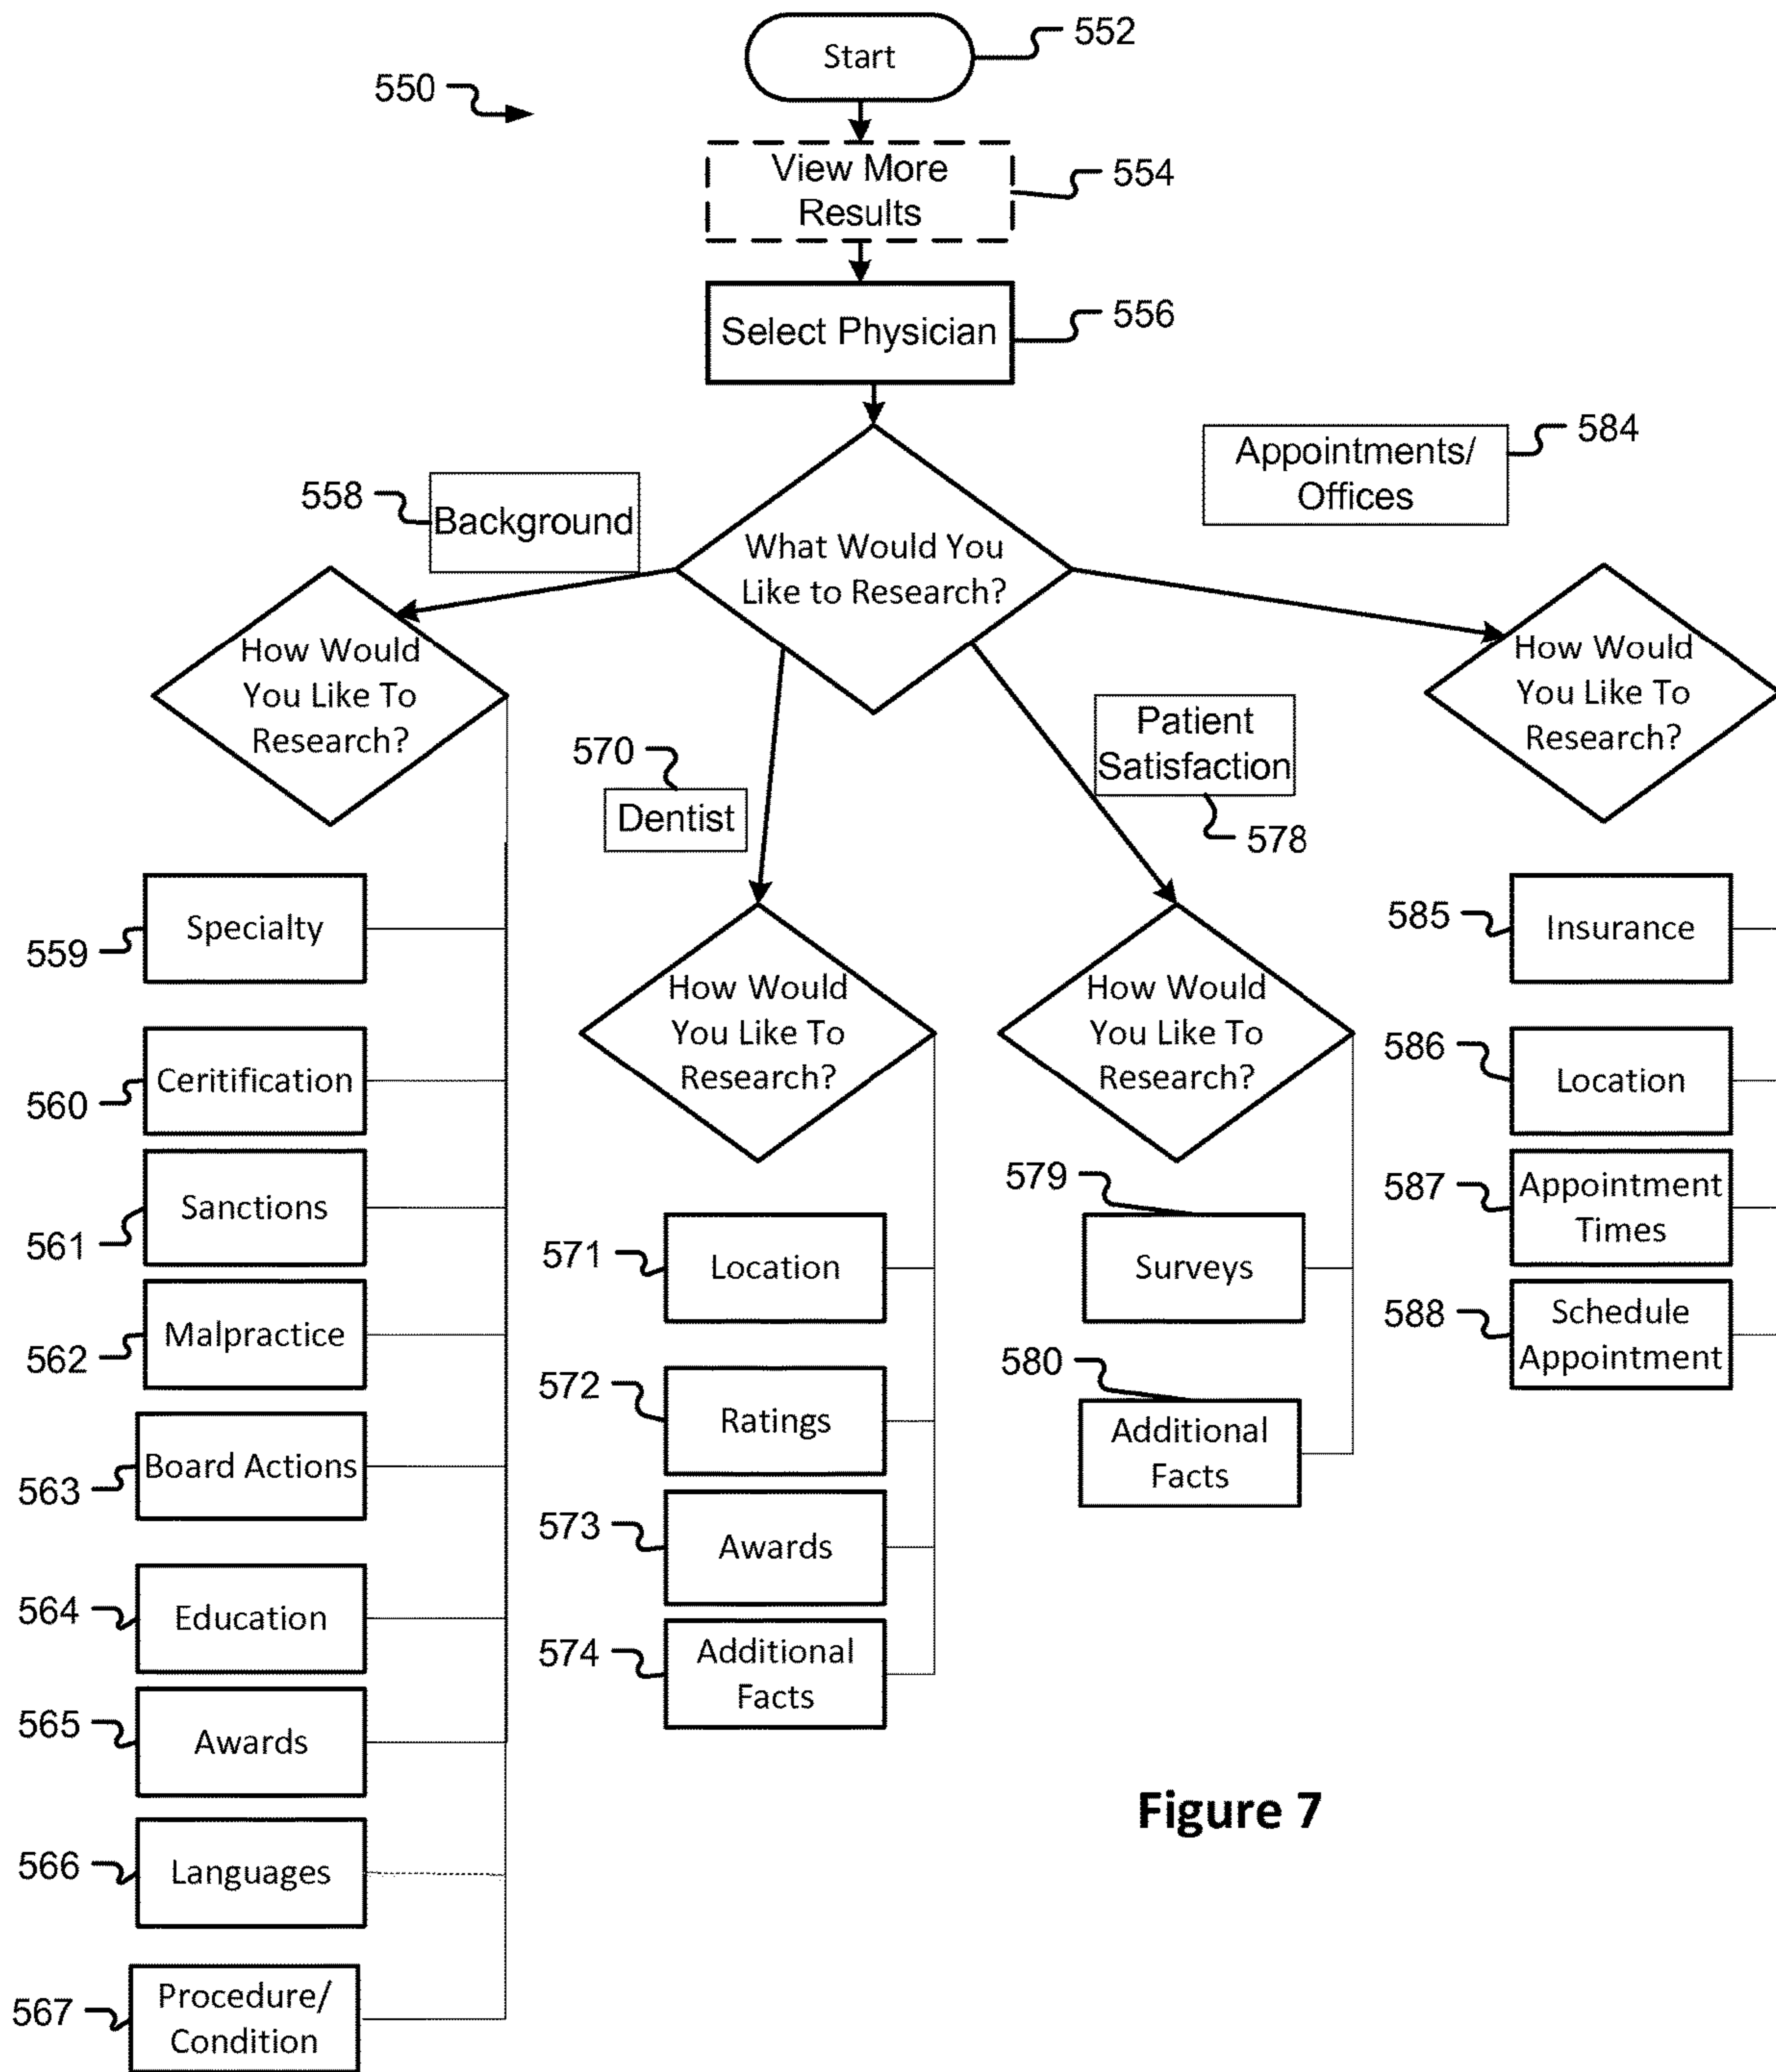 Start
552
550
View More
Results
554
Select Physician
556
What Would You
Like to Research?
558
Background
Appointments/
Offices
584
How Would
You Like To
Research?
570
Dentist
Patient
Satisfaction
578
How Would
You Like To
Research?
559
Specialty
560
Ceritification
561
Sanctions
562
Malpractice
563
Board Actions
564
Education
565
Awards
566
Languages
567
Procedure/
Condition
How Would
You Like To
Research?
571
Location
572
Ratings
573
Awards
574
Additional
Facts
How Would
You Like To
Research?
579
Surveys
580
Additional
Facts
585
Insurance
586
Location
587
Appointment
Times
588
Schedule
Appointment
Figure 7